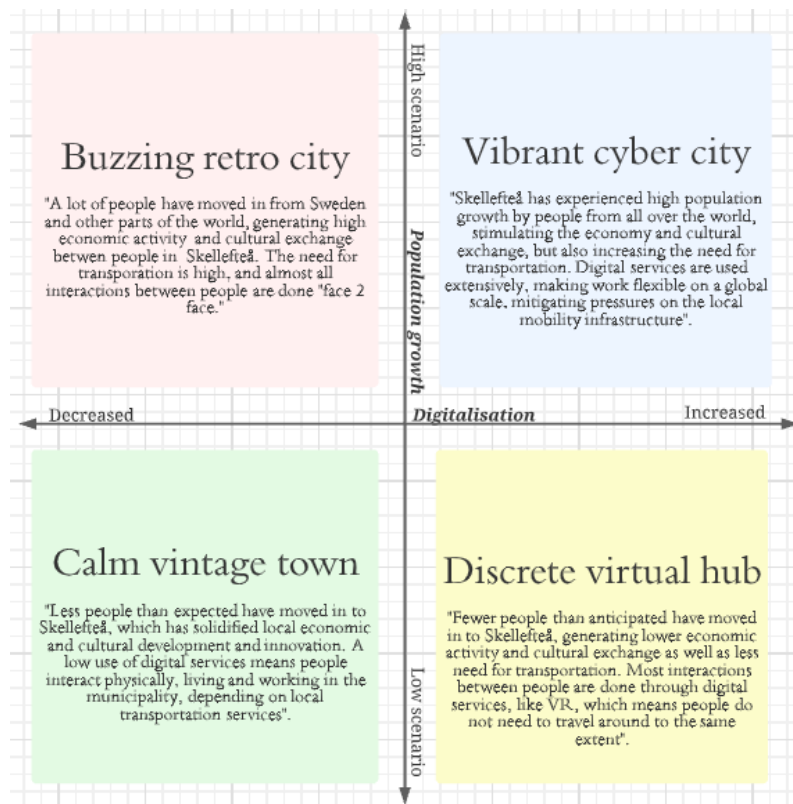 High scenario
Buzzing retro city
"A lot of people have moved in from Sweden
and other parts of the world, generating high
economic activity and cultural exchange
betwen people in Skellefteå. The need for
transporation is high, and almost all
interactions between people are done "face 2
face."
Vibrant cyber city
"Skellefteå has experienced high population
growth by people from all over the world,
stimulating the economy and cultural
exchange, but also increasing the need for
transportation. Digital services are used
extensively, making work flexible on a global
scale, mitigating pressures on the local
mobility infrastructure".
Population growth
Decreased
Digitalisation
Increased
Calm vintage town
"Less people than expected have moved in to
Skellefteå, which has solidified local economic
and cultural development and innovation. A
low use of digital services means people
interact physically, living and working in the
municipality, depending on local
transportation services".
Discrete virtual hub
"Fewer people than anticipated have moved
in to Skellefteå, generating lower economic
activity and cultural exchange as well as less
need for transportation. Most interactions
between people are done through digital
services, like VR, which means people do
not need to travel around to the same
extent".
Low scenario